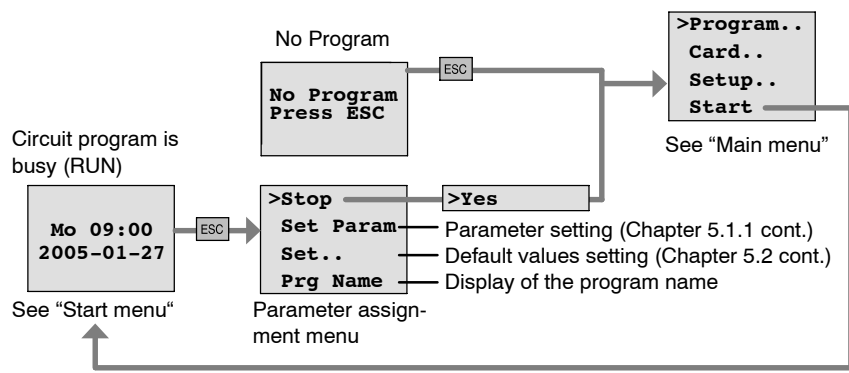 No Program
ESC
No Program
Press ESC
>Program..
Card..
Setup..
Start
See “Main menu”
Circuit program is
busy (RUN)
Mo 09:00
2005-01-27
ESC
See “Start menu“
>Stop
Set Param
Set..
Prg Name
Parameter assign-
ment menu
>Yes
Parameter setting (Chapter 5.1.1 cont.)
Default values setting (Chapter 5.2 cont.)
Display of the program name